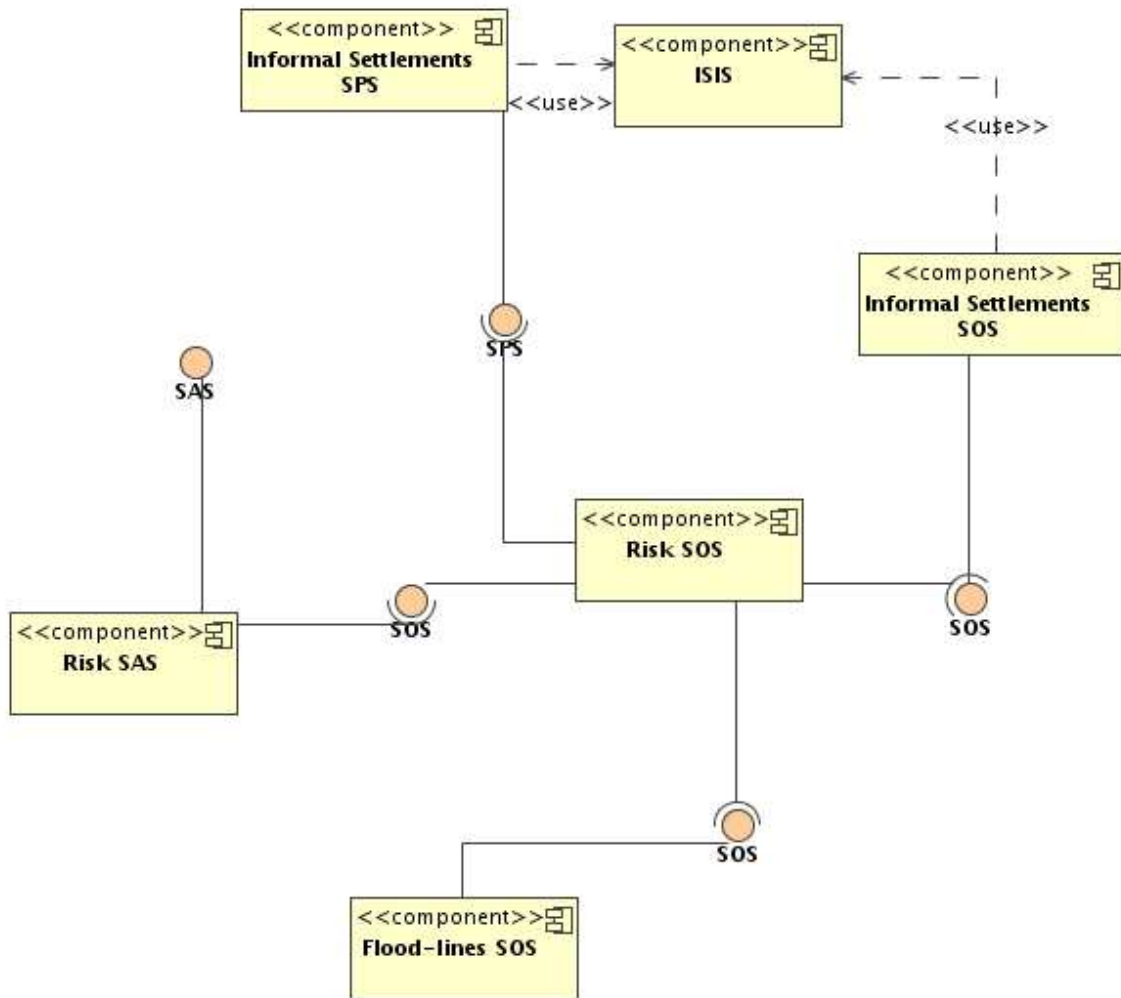 <<component>>
Informal Settlements
SPS
<<component>>
ISIS
<<use>>
<<use>>
<<component>>
Informal Settlements
SOS
SPS
SAS
<<component>>
Risk SOS
SOS
SOS
<<component>>
Risk SAS
SOS
<<component>>
Flood-lines SOS